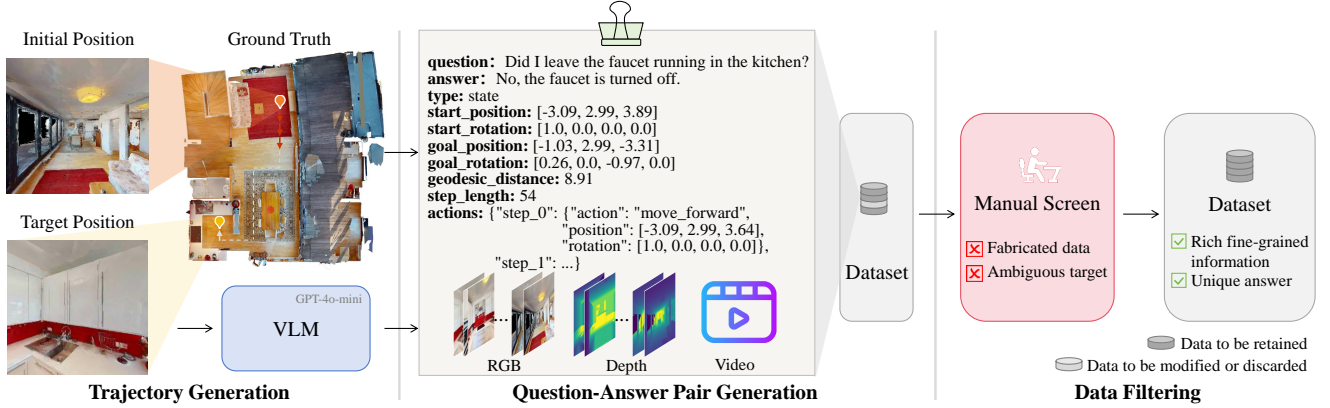 Initial Position
Ground Truth
Target Position
GPT-4o-mini
VLM
Trajectory Generation
question: Did I leave the faucet running in the kitchen?
answer: No, the faucet is turned off.
type: state
start_position: [-3.09, 2.99, 3.89]
start_rotation: [1.0, 0.0, 0.0, 0.0]
goal_position: [-1.03, 2.99, -3.31]
goal_rotation: [0.26, 0.0, -0.97, 0.0]
geodesic_distance: 8.91
step_length: 54
actions: {"step_0": {"action": "move_forward",
"position": [-3.09, 2.99, 3.64],
"rotation": [1.0, 0.0, 0.0, 0.0]},
"step_1": ...}
...
...
RGB
Depth
Video
Question-Answer Pair Generation
Dataset
Manual Screen
Fabricated data
Ambiguous target
Dataset
Rich fine-grained
information
Unique answer
Data to be retained
Data to be modified or discarded
Data Filtering